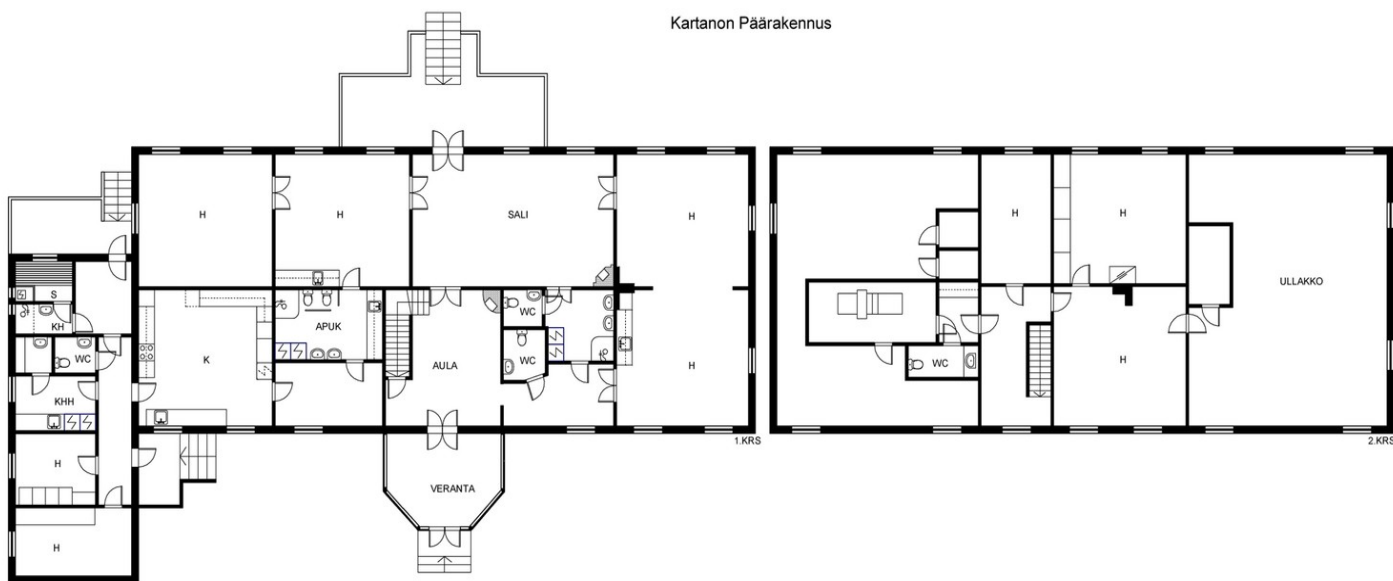 Kartanon Päärakennus
H
H
SALI
H
S
KH
WC
KHH
H
H
K
APUK
AULA
WC
WC
H
VERANTA
1.KRS
H
H
ULLAKKO
WC
H
2.KRS